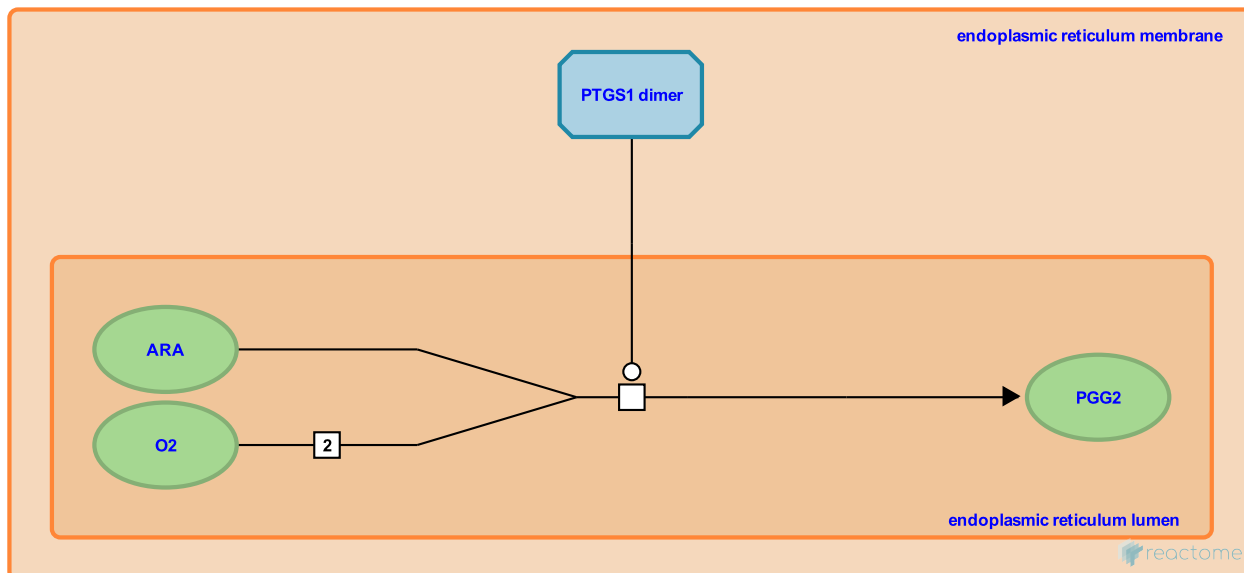 endoplasmic reticulum membrane
PTGS1 dimer
ARA
O2
2
PGG2
endoplasmic reticulum lumen
reactome